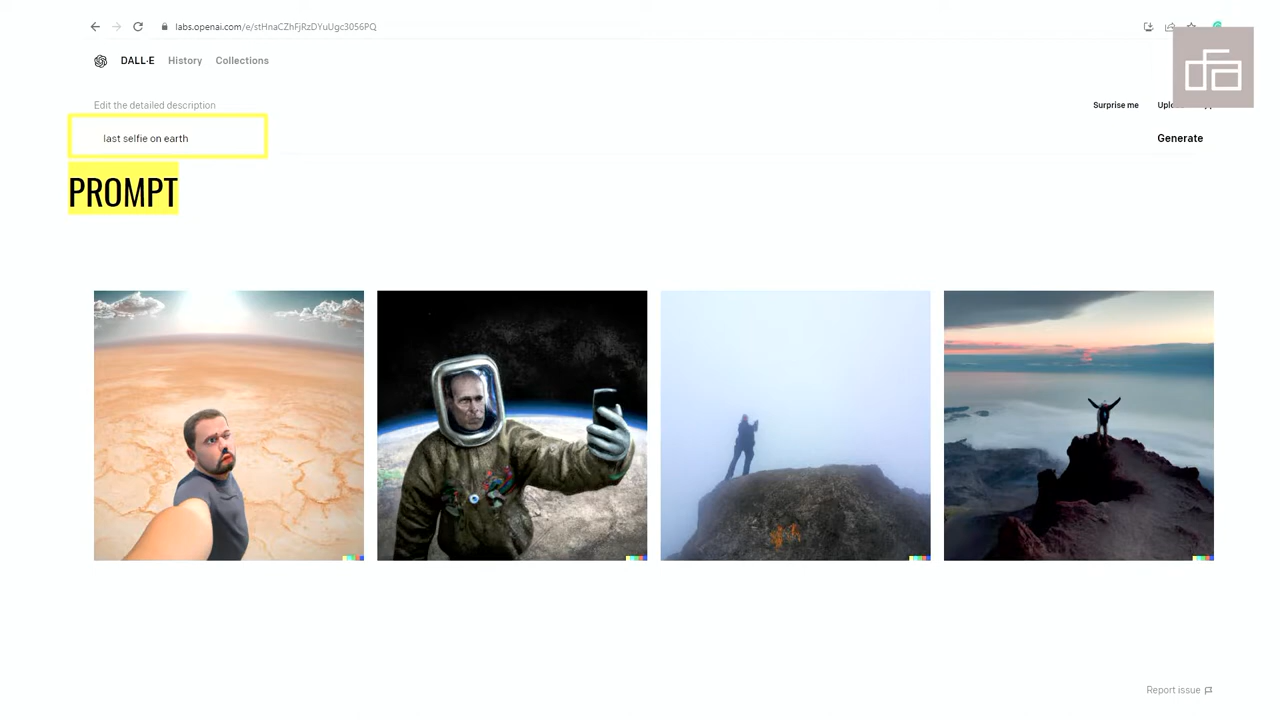 labs.openai.com/e/stHnaCZhFjRzDYuUgc3056PQ
DALL·E History Collections
Edit the detailed description
Surprise me
last selfie on earth
Generate
PROMPT
Report issue